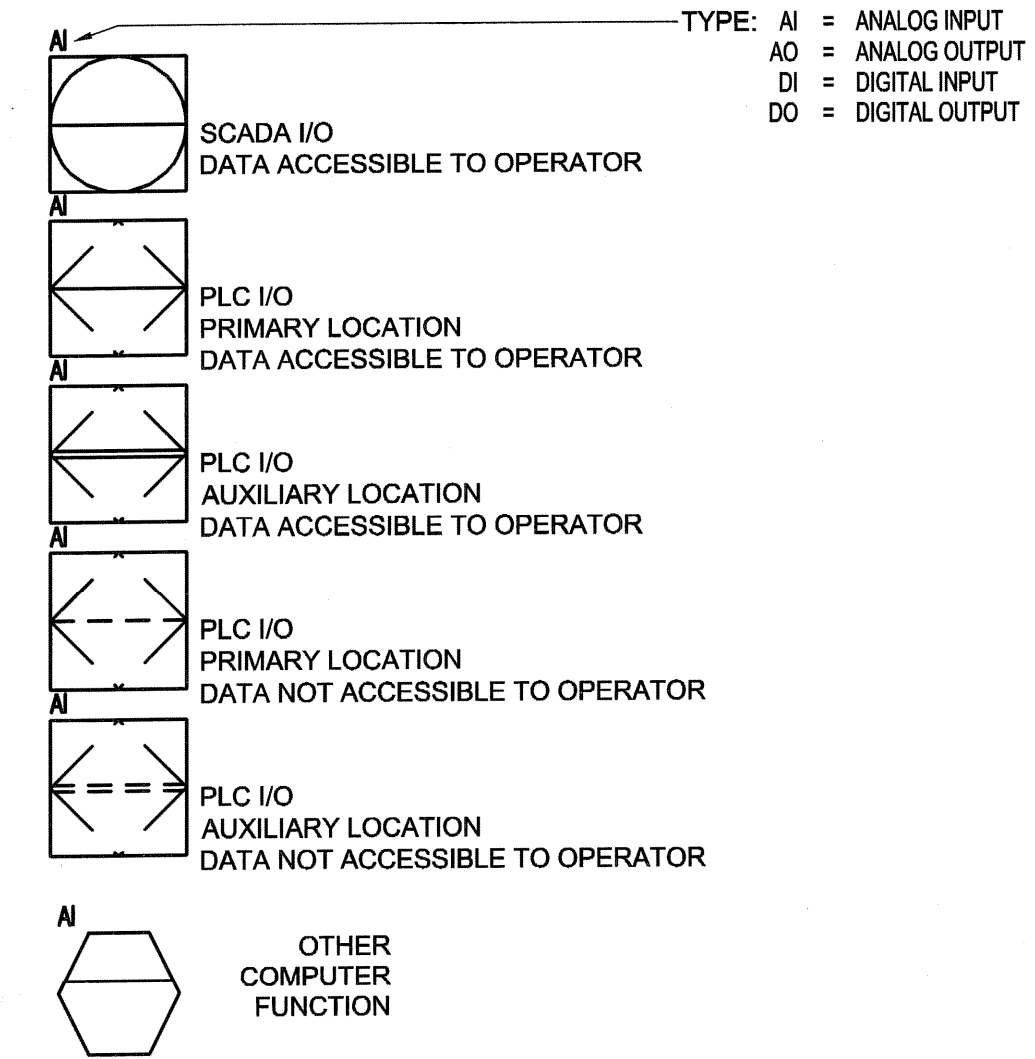 AI
TYPE: AI = ANALOG INPUT
AO = ANALOG OUTPUT
DI = DIGITAL INPUT
DO = DIGITAL OUTPUT
SCADA I/O
DATA ACCESSIBLE TO OPERATOR
AI
PLC I/O
PRIMARY LOCATION
DATA ACCESSIBLE TO OPERATOR
AI
PLC I/O
AUXILIARY LOCATION
DATA ACCESSIBLE TO OPERATOR
AI
PLC I/O
PRIMARY LOCATION
DATA NOT ACCESSIBLE TO OPERATOR
AI
PLC I/O
AUXILIARY LOCATION
DATA NOT ACCESSIBLE TO OPERATOR
AI
OTHER
COMPUTER
FUNCTION